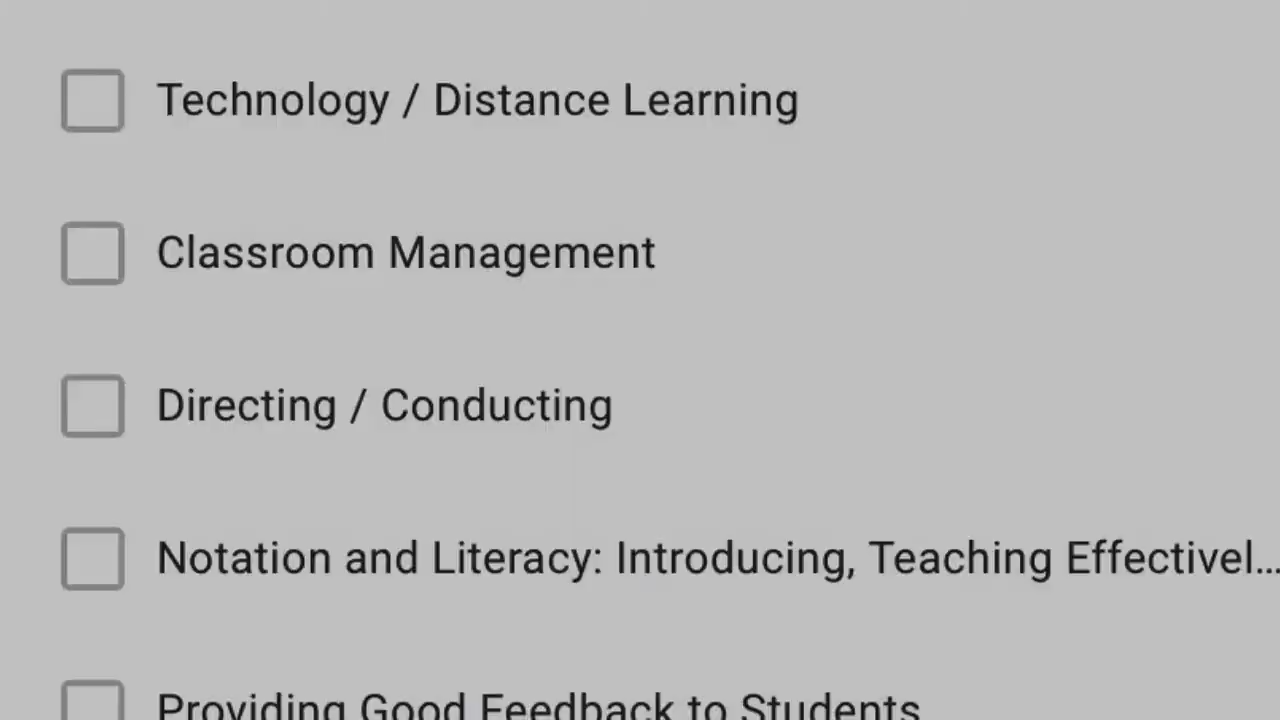 Technology / Distance Learning
Classroom Management
Directing / Conducting
Notation and Literacy: Introducing, Teaching Effectivel...
Providing Good Feedback to Students